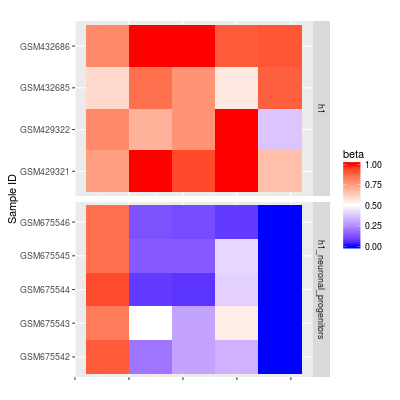 GSM432686
GSM432685
GSM429322
GSM429321
h1
GSM675546
GSM675545
GSM675544
GSM675543
GSM675542
h1_neuronal_progenitors
Sample ID
beta
1.00
0.75
0.50
0.25
0.00